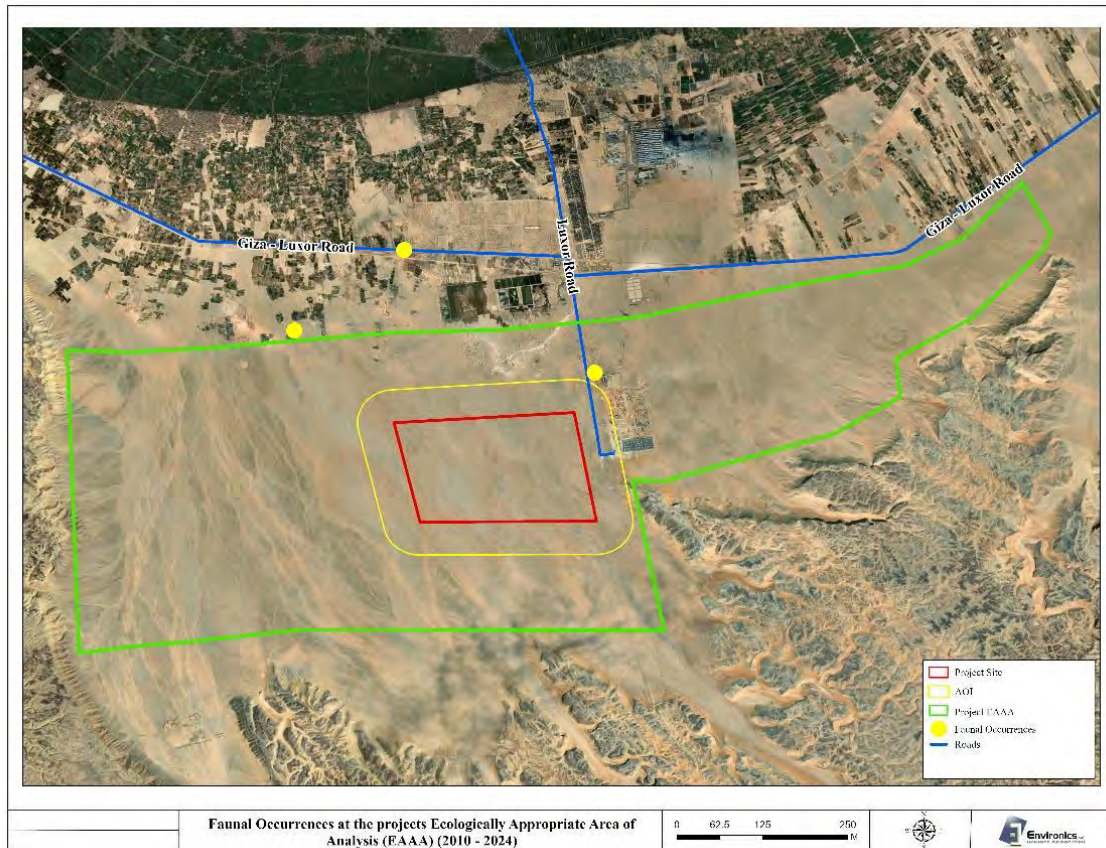 Giza - Luxor Road
Giza - Luxor Road
Luxor Road
Project Site
AOI
Project EAAA
Faunal Occurrences
Roads
Faunal Occurrences at the projects Ecologically Appropriate Area of
Analysis (EAAA) (2010 - 2024)
0 62.5 125 250
M
Environics